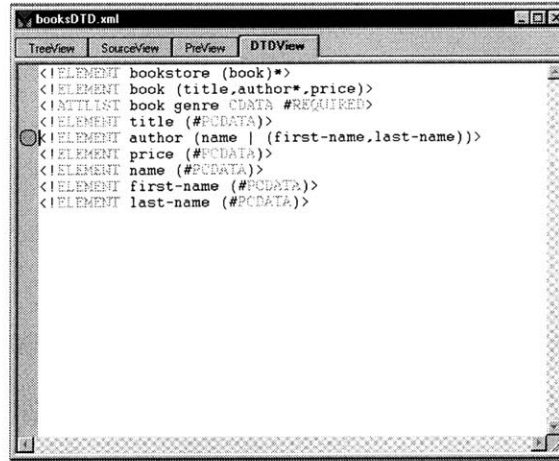 booksDTD.xml
TreeView SourceView PreView DTDView
<!ELEMENT bookstore (book)*>
<!ELEMENT book (title,author*,price)>
<!ATTLIST book genre CDATA #REQUIRED>
<!ELEMENT title (#PCDATA)>
<!ELEMENT author (name | (first-name,last-name))>
<!ELEMENT price (#PCDATA)>
<!ELEMENT name (#PCDATA)>
<!ELEMENT first-name (#PCDATA)>
<!ELEMENT last-name (#PCDATA)>